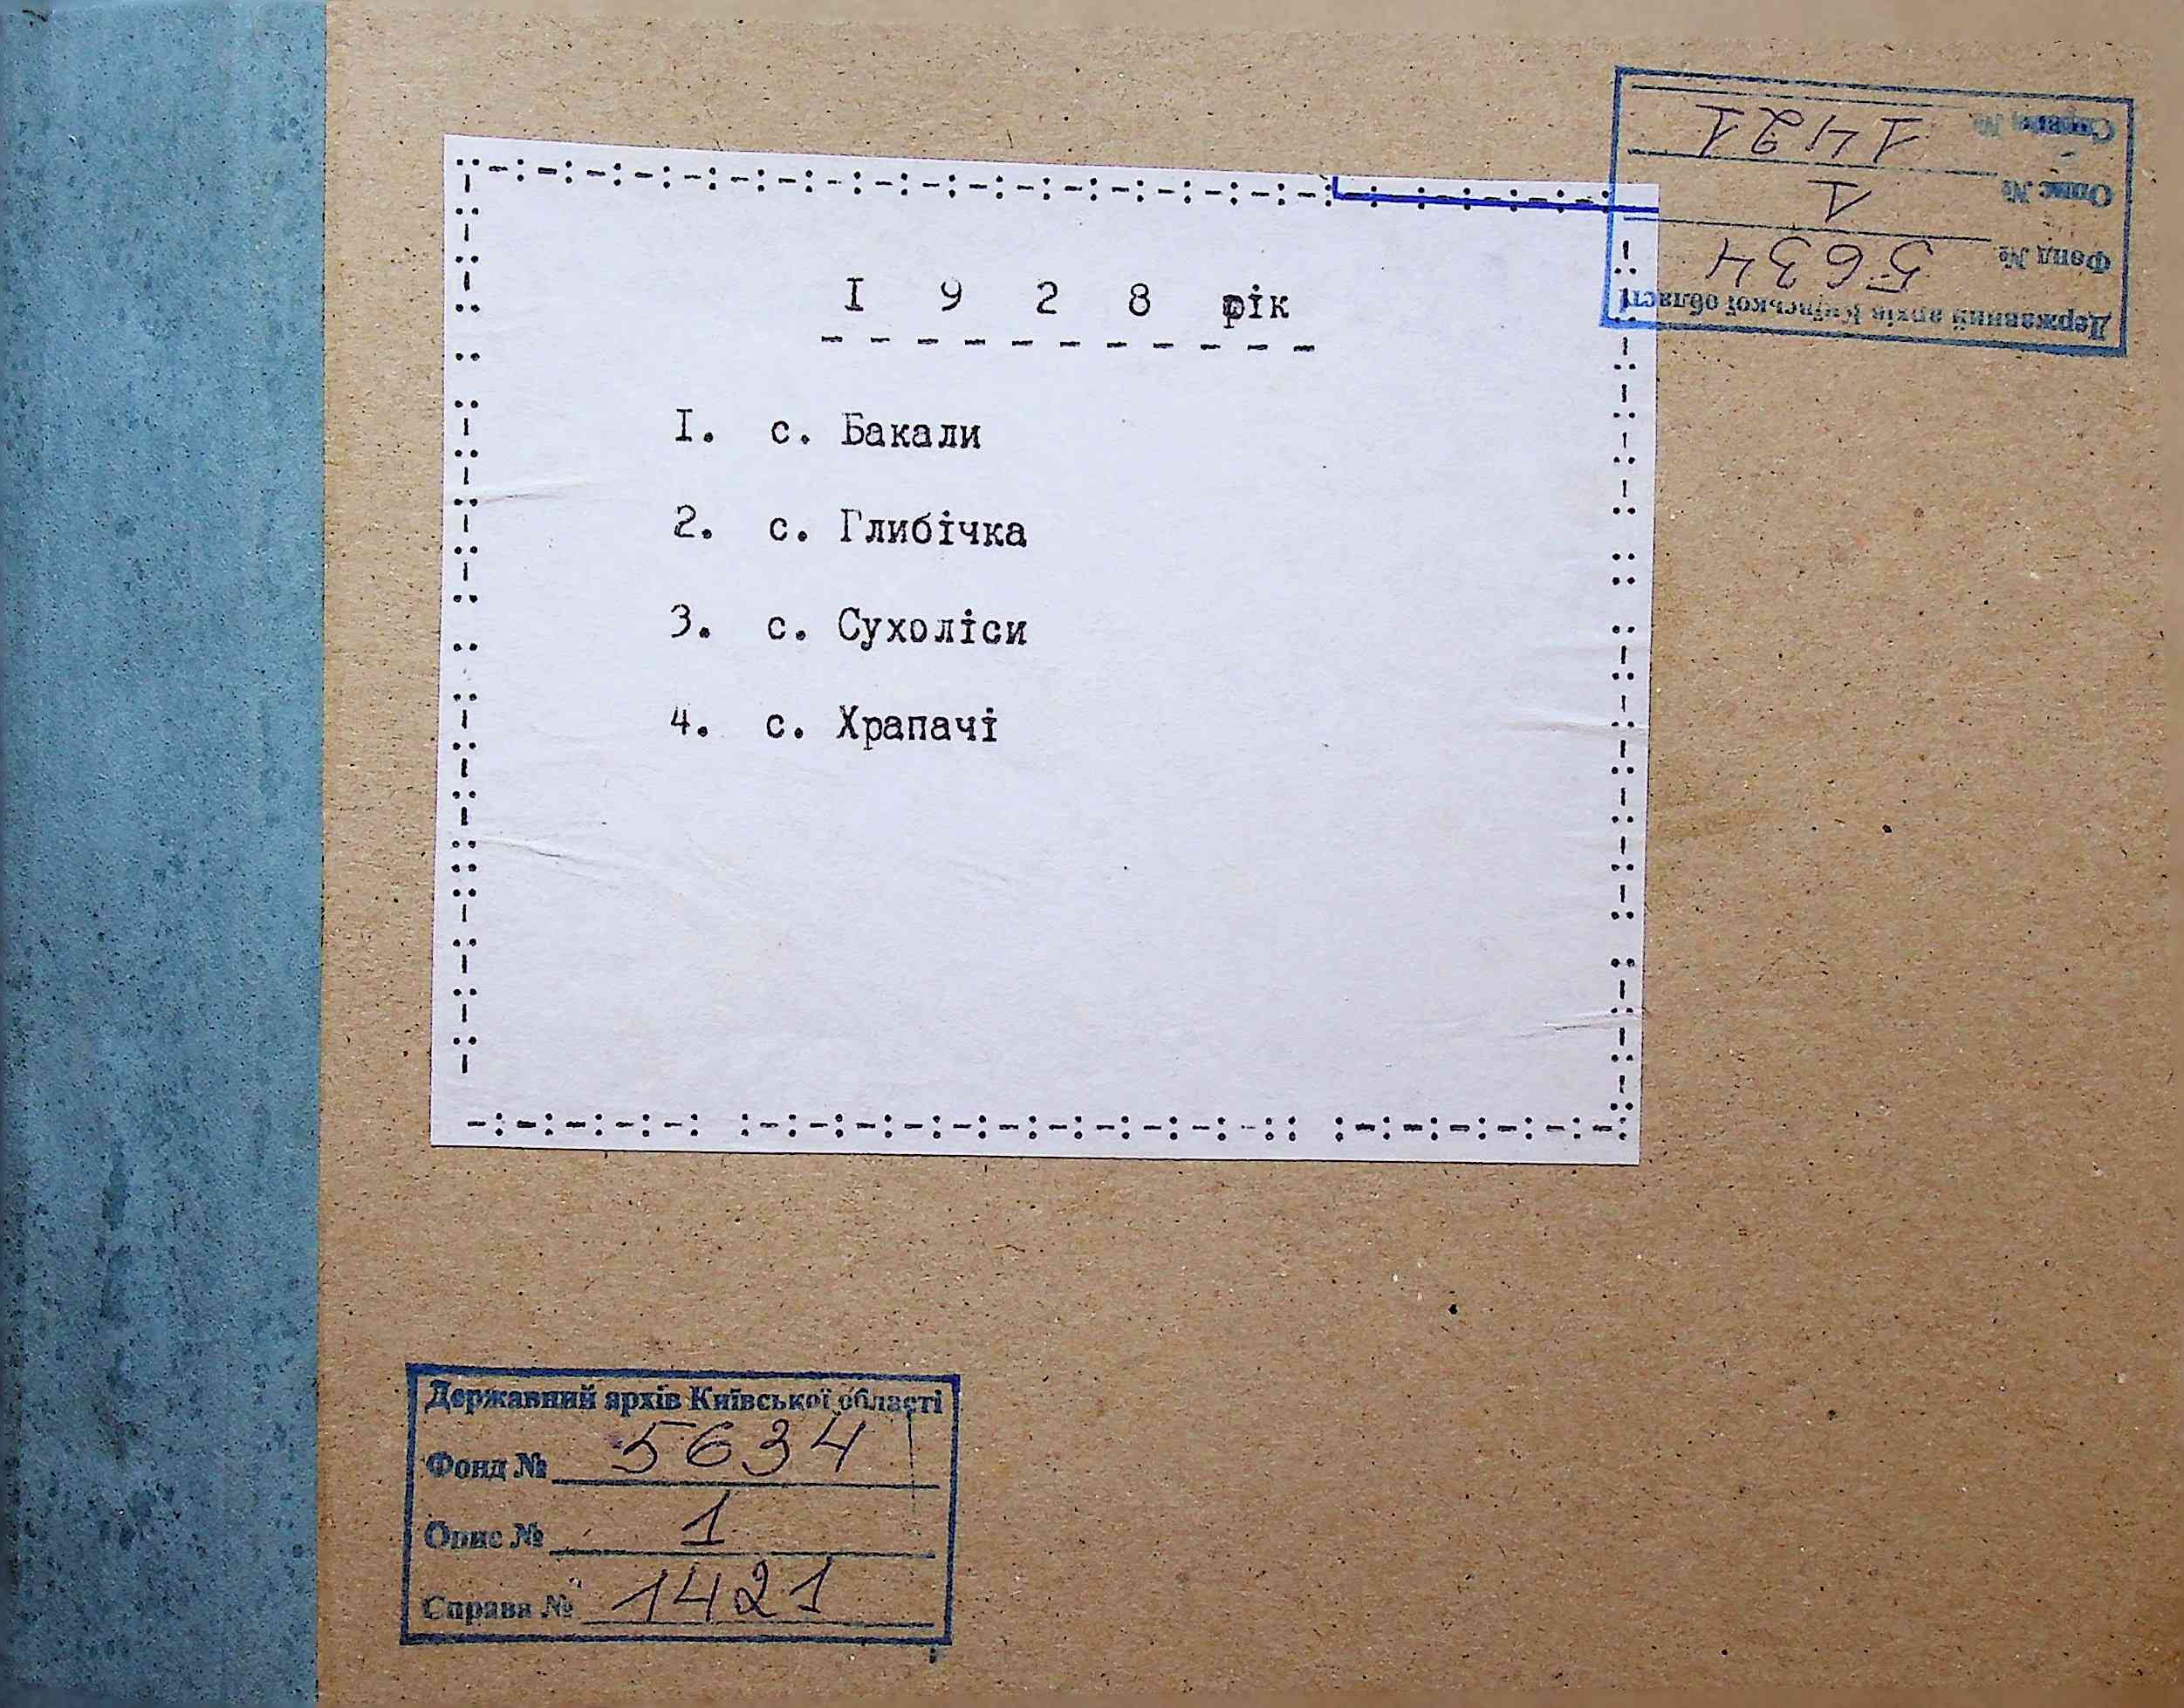 I 9 2 8 рік
I. с. Бакали
2. с. Глибічка
3. с. Сухоліси
4. с. Храпачі
Державний архів Київської області
Фонд № 5634
Опис № 1
Справа № 1421
Державний архів Київської області
Фонд № 5634
Опис № 1
Справа № 1421